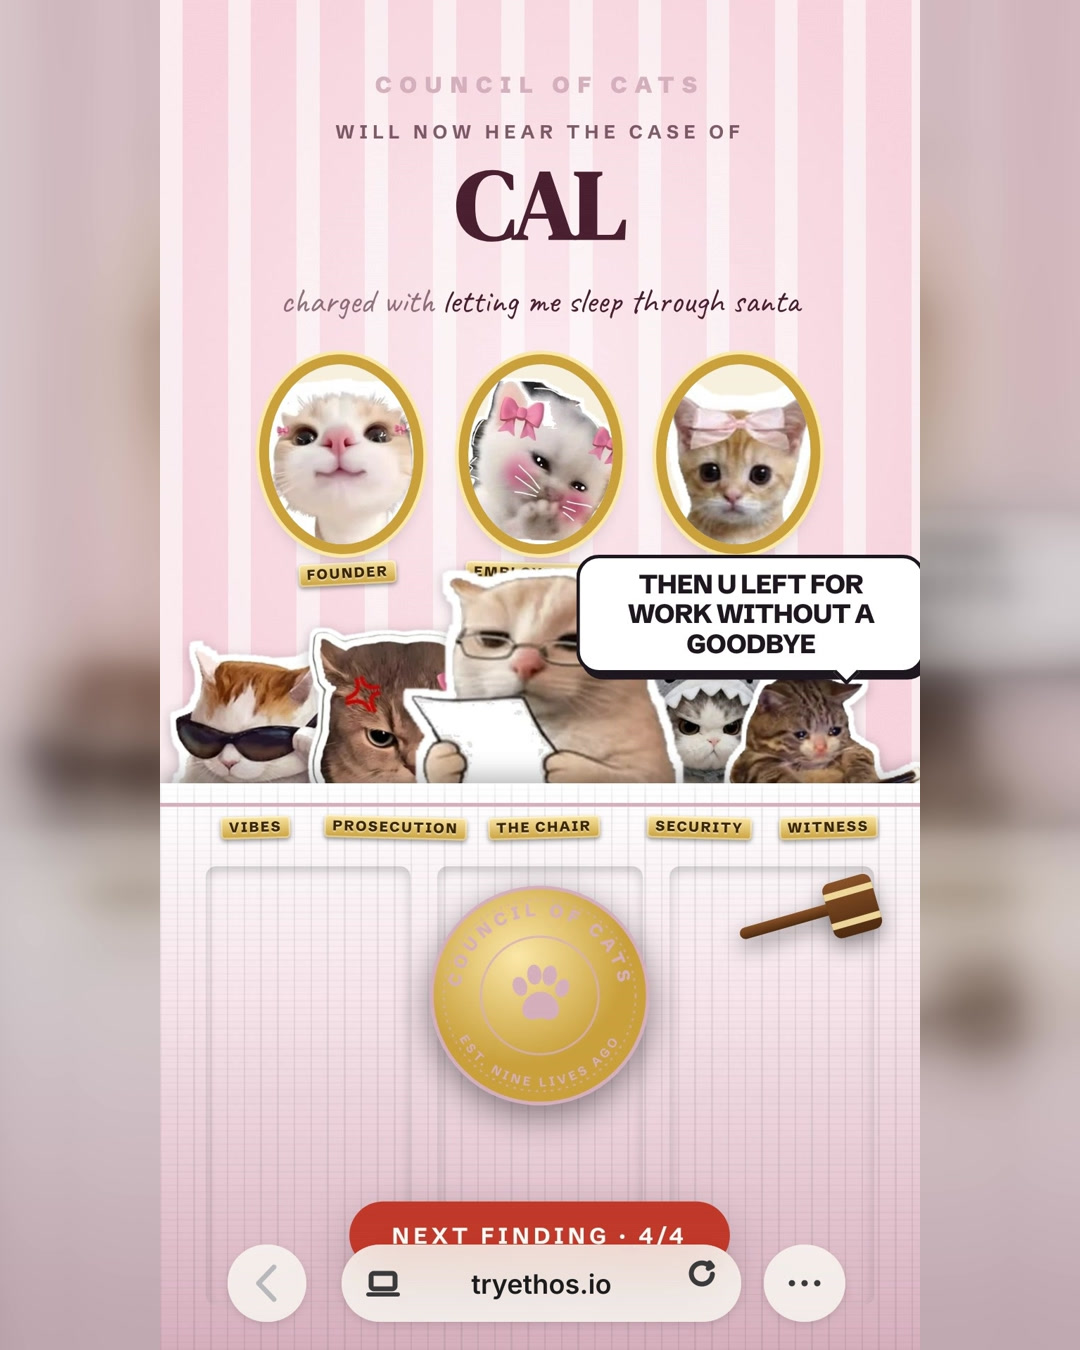 COUNCIL OF CATS
WILL NOW HEAR THE CASE OF
CAL
charged with letting me sleep through santa
FOUNDER
THEN U LEFT FOR
WORK WITHOUT A
GOODBYE
VIBES
PROSECUTION
THE CHAIR
SECURITY
WITNESS
COUNCIL OF CATS
EST. NINE LIVES AGO
NEXT FINDING · 4/4
tryethos.io